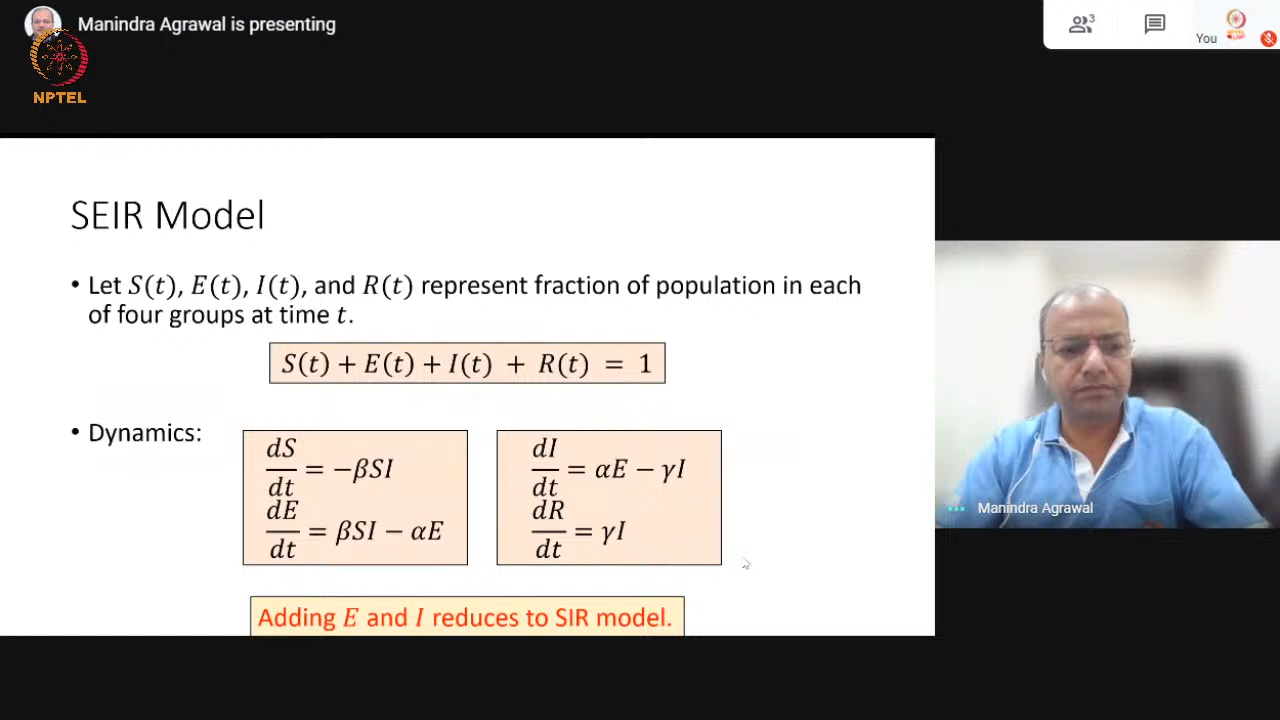 Manindra Agrawal is presenting
3
You
NPTEL
SEIR Model
• Let S(t), E(t), I(t), and R(t) represent fraction of population in each
of four groups at time t.
S(t) + E(t) + I(t) + R(t) = 1
• Dynamics:
dS/dt = −βSI
dE/dt = βSI − αE
dI/dt = αE − γI
dR/dt = γI
Adding E and I reduces to SIR model.
Manindra Agrawal